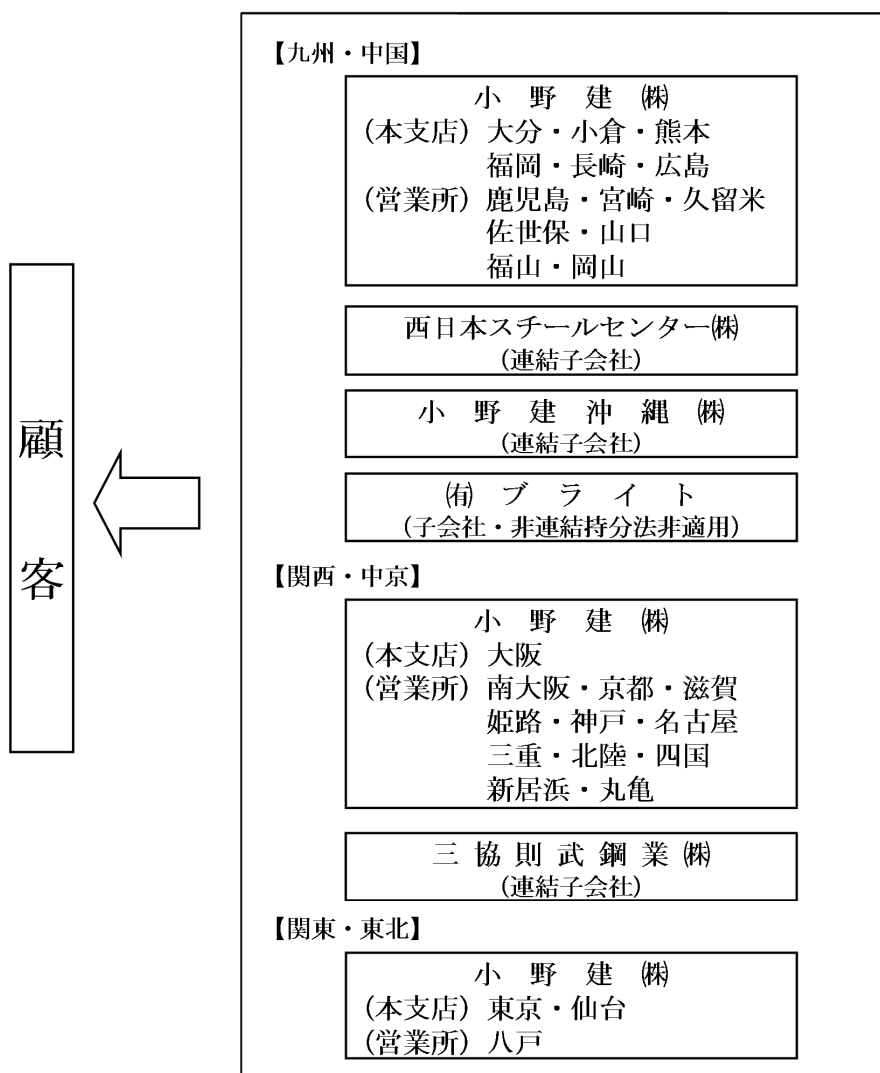 顧客
【九州・中国】
小野建㈱
(本支店) 大分・小倉・熊本
福岡・長崎・広島
(営業所) 鹿児島・宮崎・久留米
佐世保・山口
福山・岡山
西日本スチールセンター㈱
(連結子会社)
小野建沖縄㈱
(連結子会社)
㈲ブライト
(子会社・非連結持分法非適用)
【関西・中京】
小野建㈱
(本支店) 大阪
(営業所) 南大阪・京都・滋賀
姫路・神戸・名古屋
三重・北陸・四国
新居浜・丸亀
三協則武鋼業㈱
(連結子会社)
【関東・東北】
小野建㈱
(本支店) 東京・仙台
(営業所) 八戸